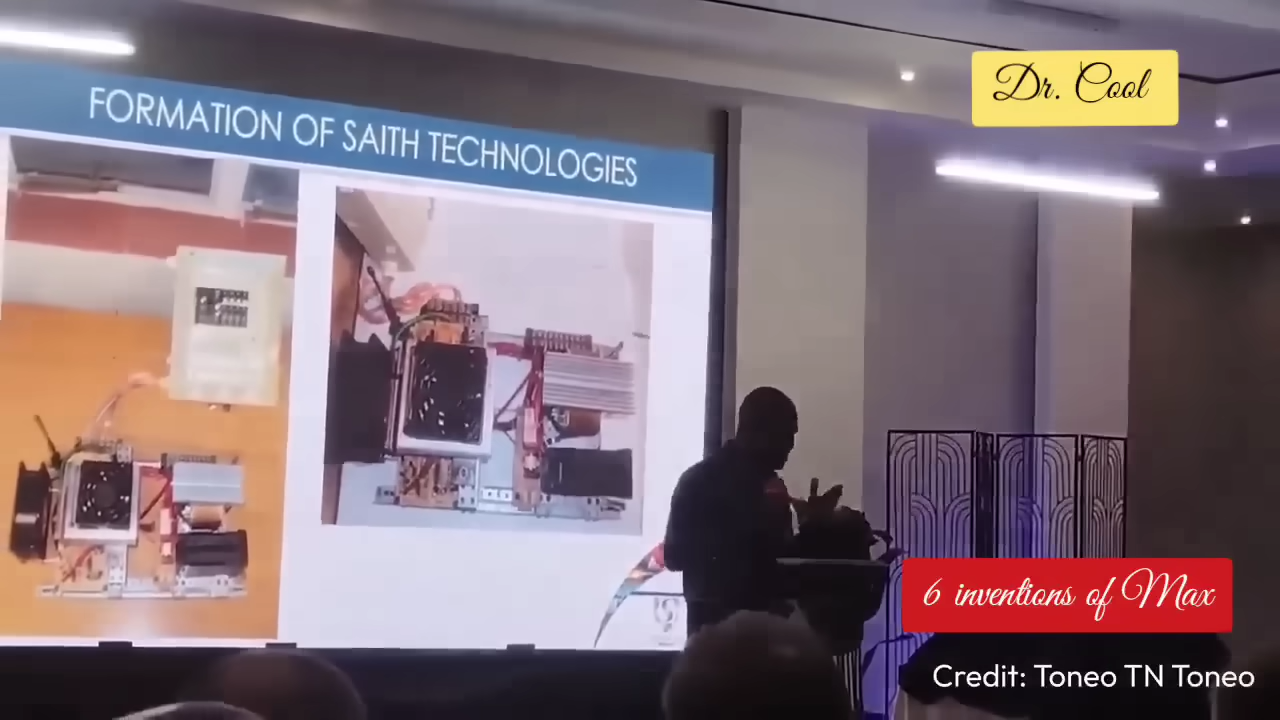 Dr. Cool
FORMATION OF SAITH TECHNOLOGIES
6 inventions of Max
Credit: Toneo TN Toneo